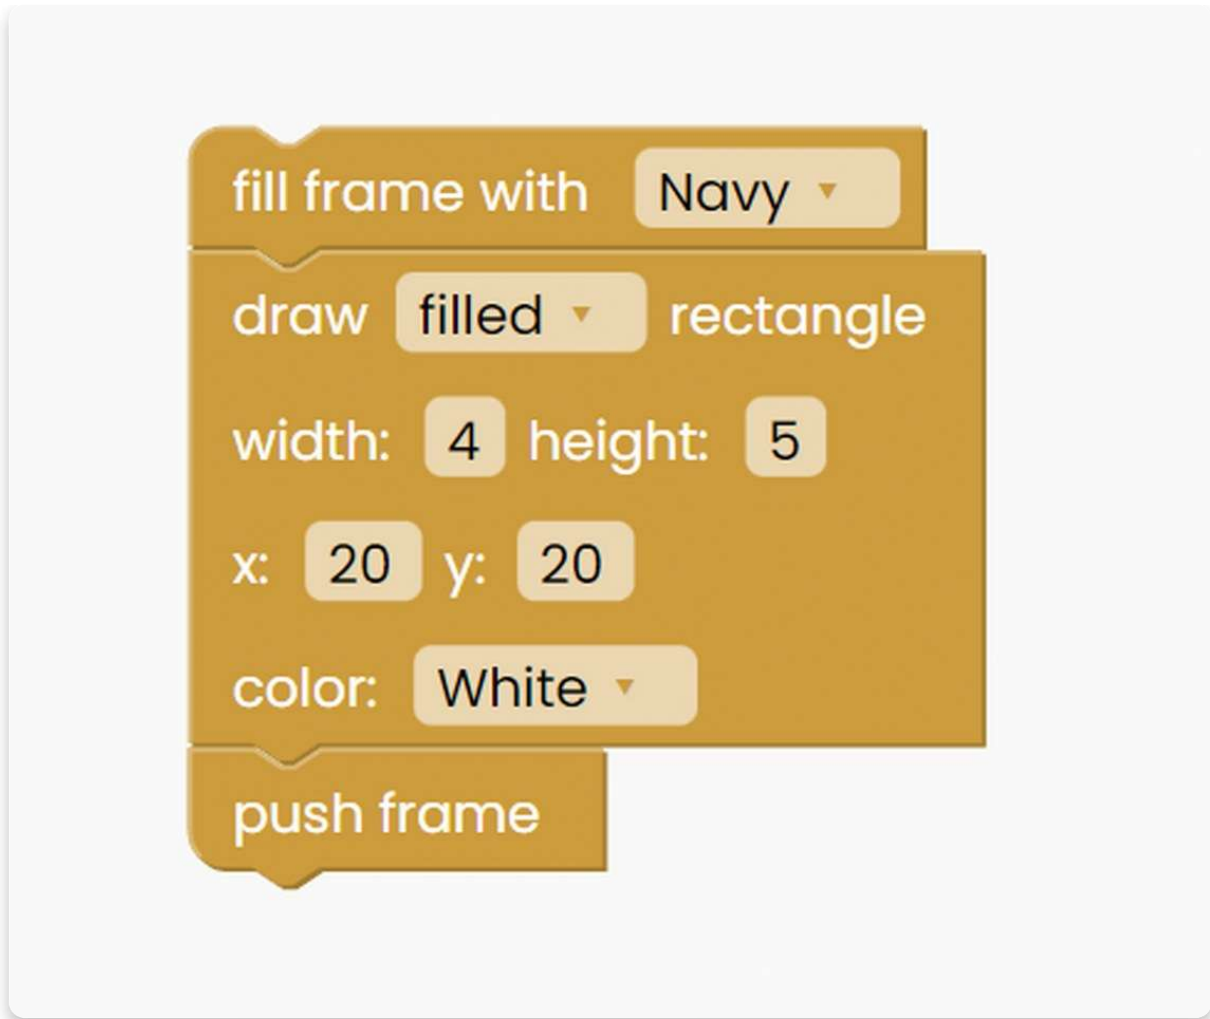 fill frame with Navy
draw filled rectangle
width: 4 height: 5
x: 20 y: 20
color: White
push frame